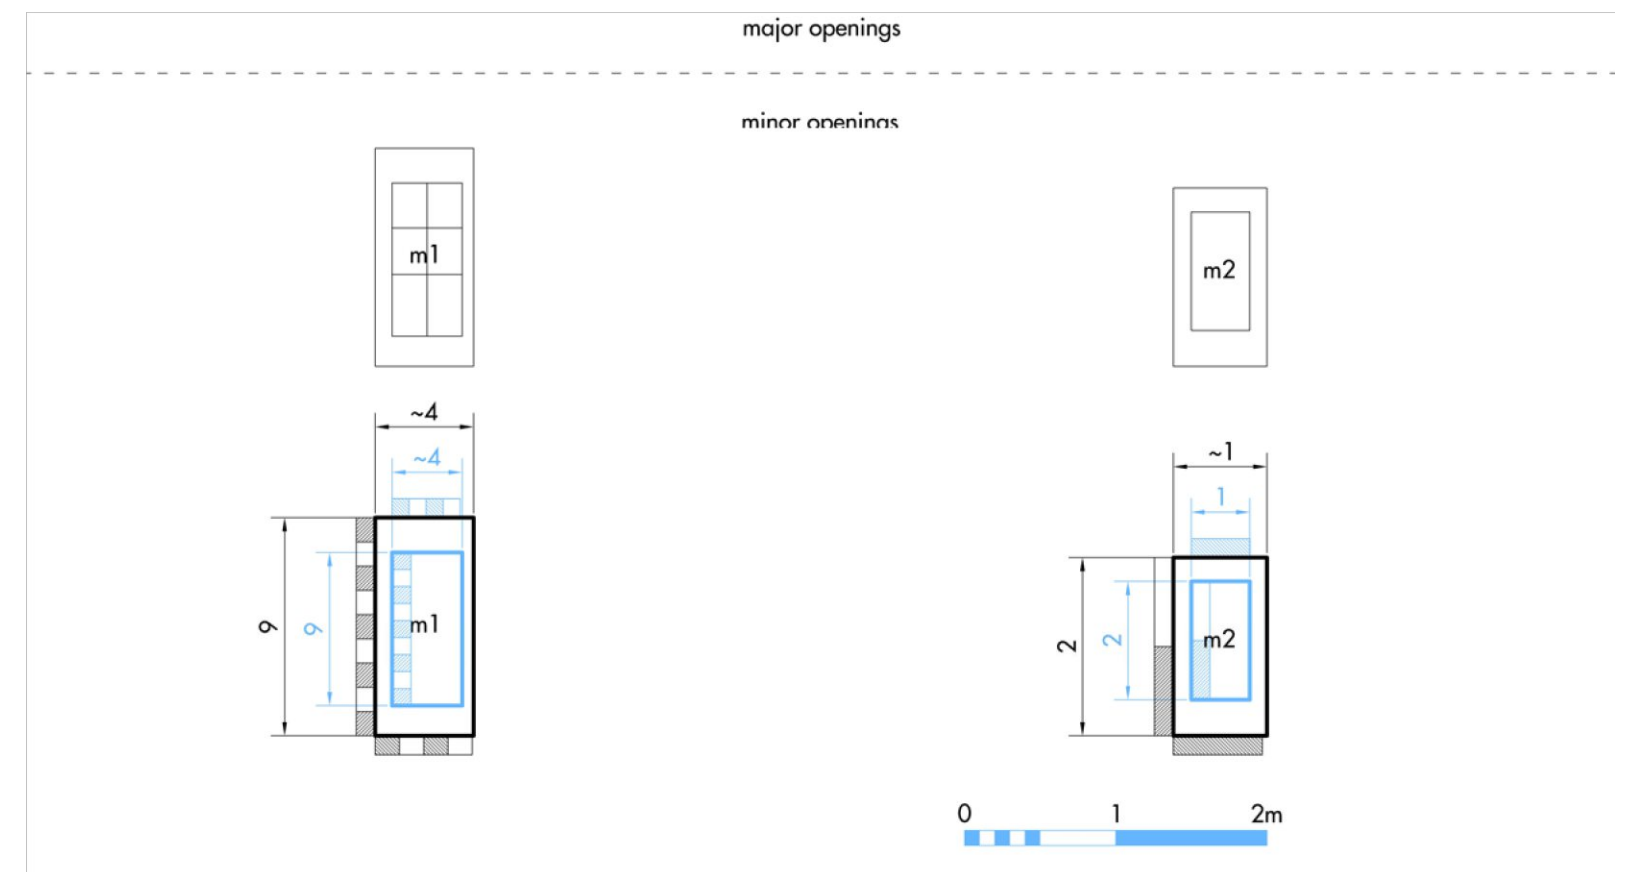 major openings
minor openings
m1
m2
~4
~4
~1
1
9
9
m1
2
2
m2
0 1 2m